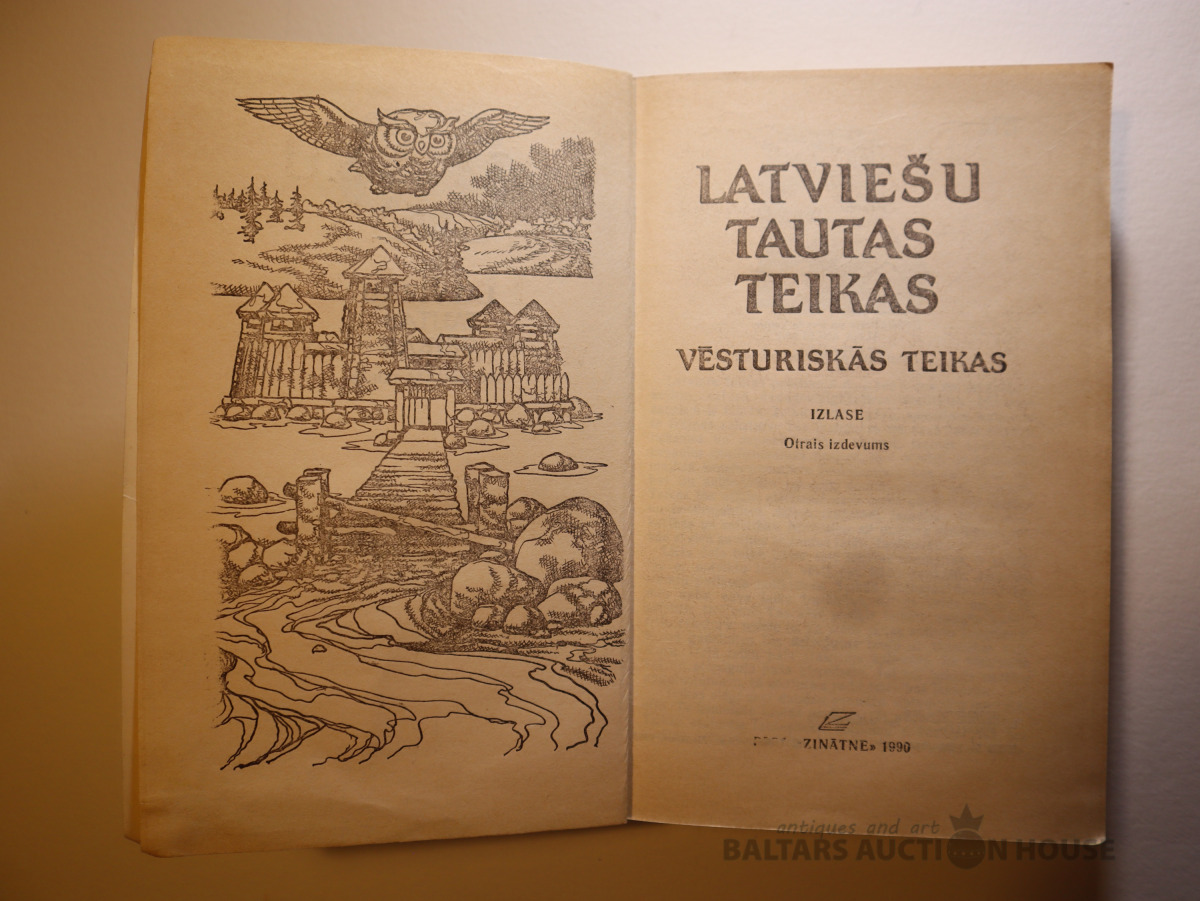 LATVIEŠU
TAUTAS
TEIKAS
VĒSTURISKĀS TEIKAS
IZLASE
Otrais izdevums
«ZINĀTNE» 1990
antiques and art
BALTARS AUCTION HOUSE